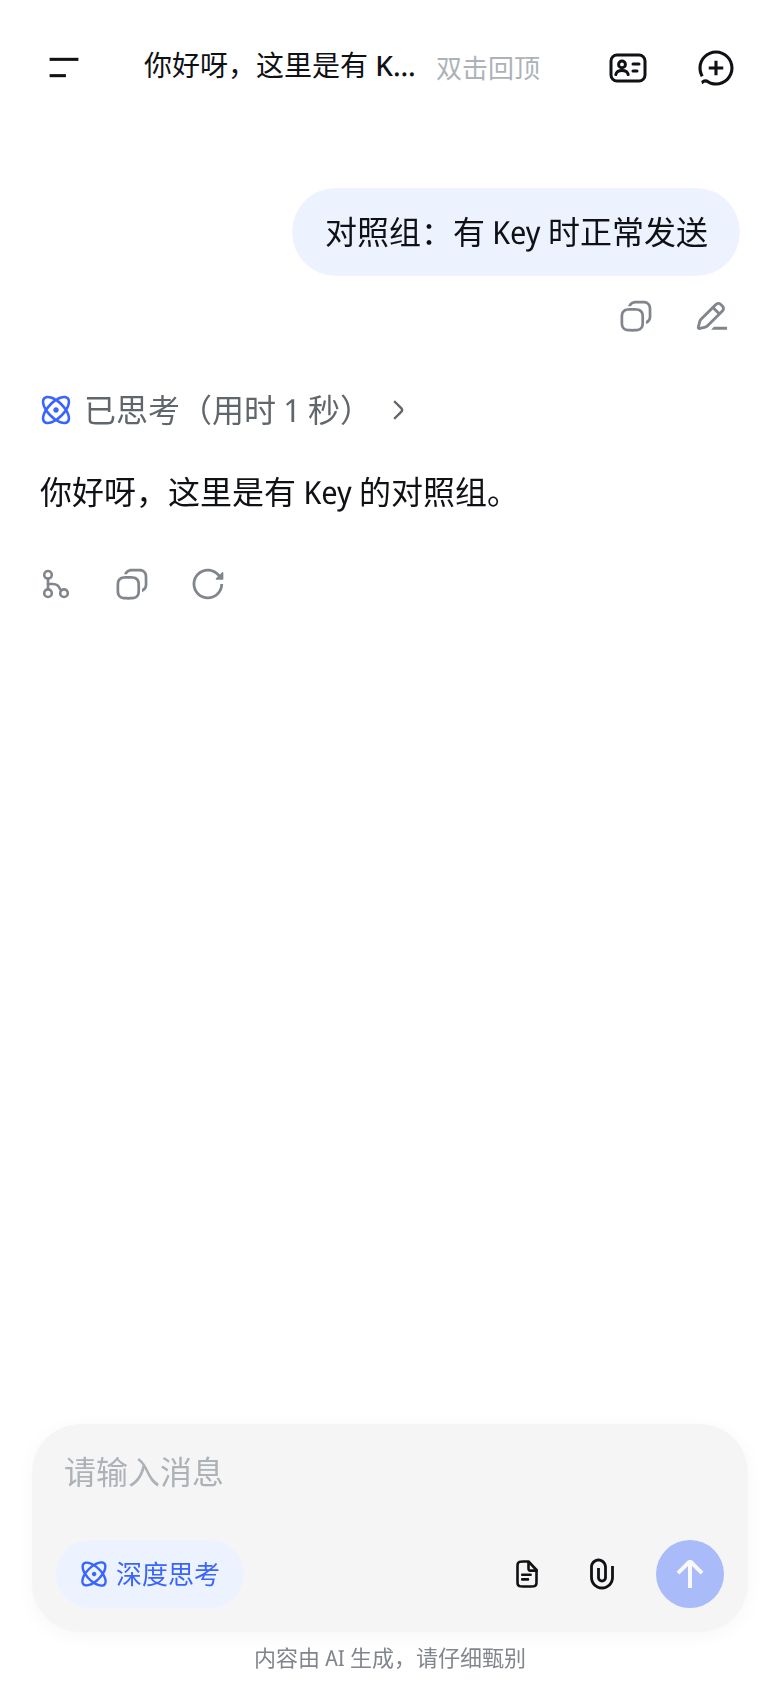 你好呀，这里是有 K... 双击回顶
对照组：有 Key 时正常发送
已思考（用时 1 秒）
你好呀，这里是有 Key 的对照组。
请输入消息
深度思考
内容由 AI 生成，请仔细甄别